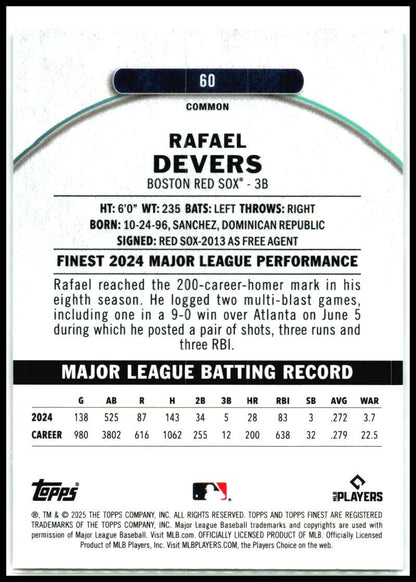 60
COMMON
RAFAEL
DEVERS
BOSTON RED SOX® - 3B
HT: 6'0" WT: 235 BATS: LEFT THROWS: RIGHT
BORN: 10-24-96, SANCHEZ, DOMINICAN REPUBLIC
SIGNED: RED SOX-2013 AS FREE AGENT
FINEST 2024 MAJOR LEAGUE PERFORMANCE
Rafael reached the 200-career-homer mark in his
eighth season. He logged two multi-blast games,
including one in a 9-0 win over Atlanta on June 5
during which he posted a pair of shots, three runs and
three RBI.
MAJOR LEAGUE BATTING RECORD
G AB R H 2B 3B HR RBI SB AVG WAR
2024 138 525 87 143 34 5 28 83 3 .272 3.7
CAREER 980 3802 616 1062 255 12 200 638 32 .279 22.5
Topps
MLB PLAYERS
®, TM & © 2025 THE TOPPS COMPANY, INC. ALL RIGHTS RESERVED. TOPPS AND TOPPS FINEST ARE REGISTERED
TRADEMARKS OF THE TOPPS COMPANY, INC. Major League Baseball trademarks and copyrights are used with
permission of Major League Baseball. Visit MLB.com. OFFICIALLY LICENSED PRODUCT OF MLB. Officially Licensed
Product of MLB Players, Inc. Visit MLBPLAYERS.COM, the Players Choice on the web.